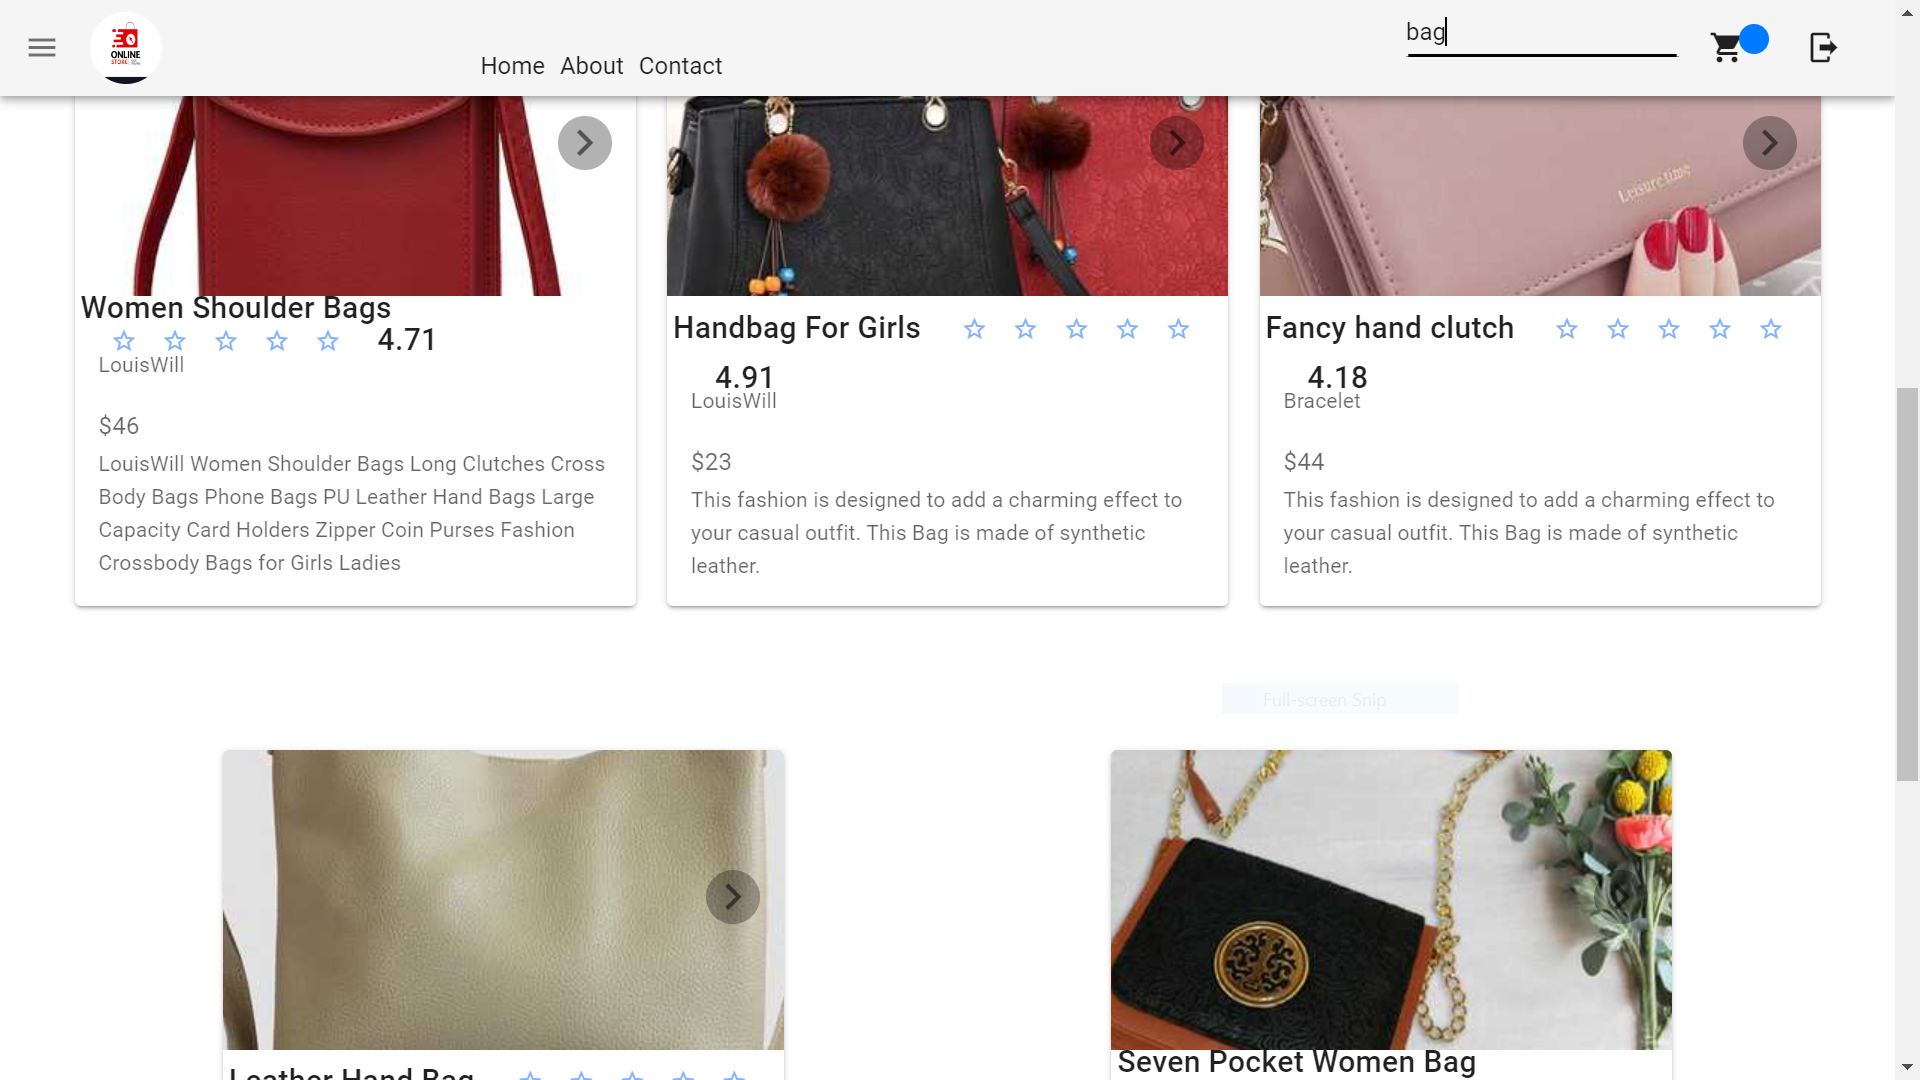 ONLINE
STORE
Home About Contact
bag
Leisuretime
Women Shoulder Bags
4.71
LouisWill
$46
LouisWill Women Shoulder Bags Long Clutches Cross
Body Bags Phone Bags PU Leather Hand Bags Large
Capacity Card Holders Zipper Coin Purses Fashion
Crossbody Bags for Girls Ladies
Handbag For Girls
4.91
LouisWill
$23
This fashion is designed to add a charming effect to
your casual outfit. This Bag is made of synthetic
leather.
Fancy hand clutch
4.18
Bracelet
$44
This fashion is designed to add a charming effect to
your casual outfit. This Bag is made of synthetic
leather.
Full-screen Snip
Leather Hand Bag
Seven Pocket Women Bag